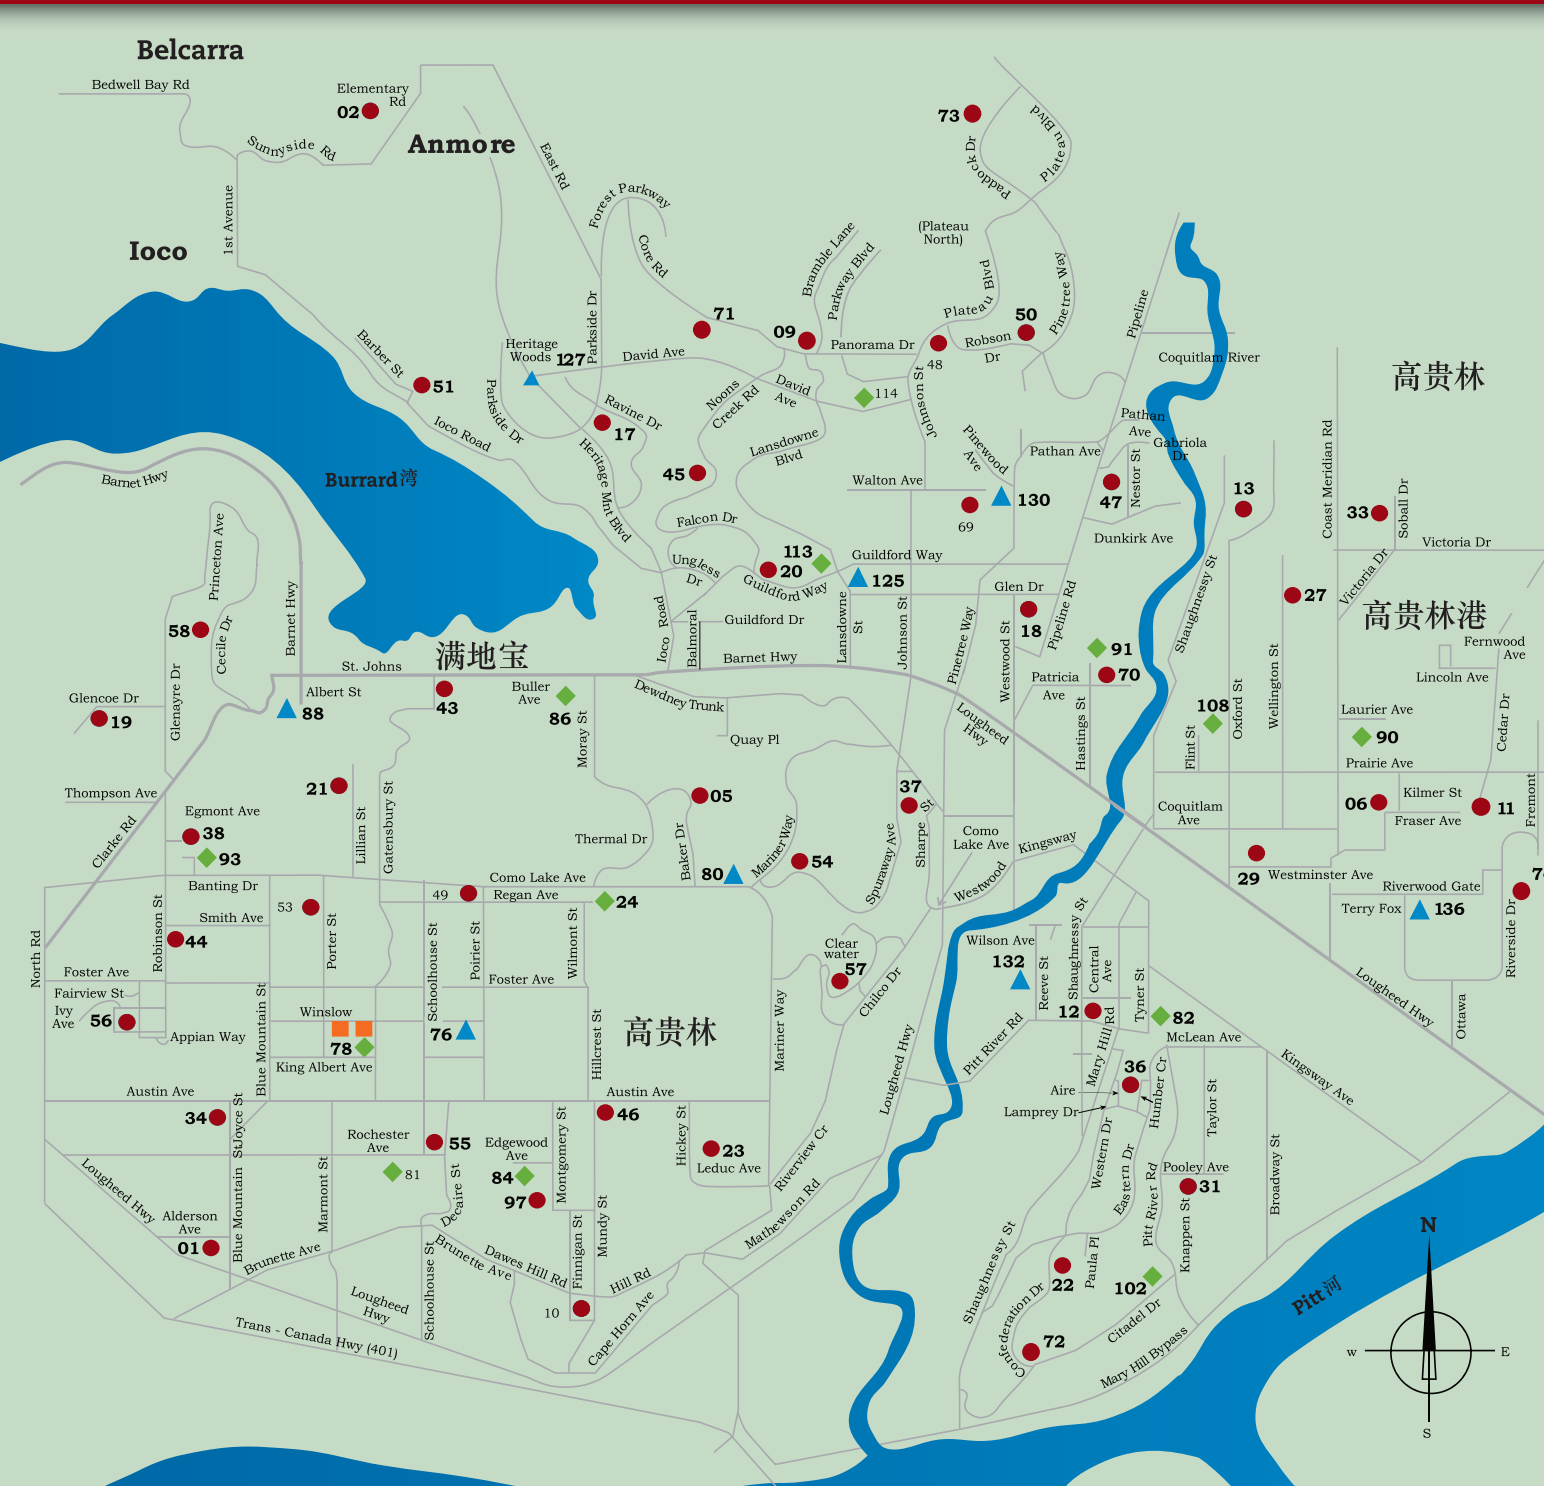 Belcarra
Bedwell Bay Rd
Elementary
Rd
02
Sunnyside Rd
Anmore
East Rd
1st Avenue
Ioco
73
Paddock Dr
Plateau Blvd
Plateau
(Plateau
North)
Forest Parkway
Core Rd
Bramble Lane
Parkway Blvd
Plateau Blvd
Pinetree Way
Pipeline
71
09
50
Panorama Dr
48
Robson
Dr
Coquitlam River
Parkside Dr
David Ave
Heritage
Woods
127
Barber St
51
Parkside Dr
Ioco Road
Ravine Dr
17
Noons
Creek Rd
David
Ave
114
Johnson St
高贵林
Heritage Mnt Blvd
Lansdowne
Blvd
45
Pinewood
Ave
Pathan
Ave
Gabriola
Dr
Pathan Ave
Nestor St
47
Walton Ave
130
69
13
Coast Meridian Rd
33
Soball Dr
Barnet Hwy
Burrard湾
Falcon Dr
Dunkirk Ave
Victoria Dr
Victoria Dr
Princeton Ave
Ungless
Dr
20
113
Guildford Way
Guildford Way
125
Glen Dr
18
Shaughnessy St
27
高贵林港
Fernwood
Ave
Lincoln Ave
58
Cecile Dr
Barnet Hwy
Ioco Road
Balmoral
Guildford Dr
Lansdowne
St
Johnson St
Pinetree Way
Westwood St
Pipeline Rd
91
满地宝
St. Johns
Barnet Hwy
Glencoe Dr
19
Glenayre Dr
Albert St
88
43
Buller
Ave
86
Moray St
Dewdney Trunk
Quay Pl
Lougheed
Hwy
Patricia
Ave
70
Hastings St
108
Flint St
Oxford St
Wellington St
Laurier Ave
90
Cedar Dr
Prairie Ave
Thompson Ave
Clarke Rd
21
Egmont Ave
38
93
Lillian St
Gatensbury St
05
Thermal Dr
Baker Dr
Mariner Way
54
80
37
Sharpe St
Spuraway Ave
Como
Lake Ave
Kingsway
Westwood
Coquitlam
Ave
06
Kilmer St
Fraser Ave
11
Fremont
29
Westminster Ave
Riverwood Gate
Terry Fox
136
Riverside Dr
Banting Dr
Como Lake Ave
49
Regan Ave
24
53
Smith Ave
44
Robinson St
Porter St
North Rd
Schoolhouse St
Poirier St
Wilmont St
Clear
water
57
Chilco Dr
Wilson Ave
132
Reeve St
Shaughnessy St
Central
Ave
Tyner St
Foster Ave
Fairview St
Ivy
Ave
56
Appian Way
Blue Mountain St
Foster Ave
Winslow
78
King Albert Ave
76
Hillcrest St
高贵林
Mariner Way
Lougheed Hwy
Pitt River Rd
12
Mary Hill Rd
82
McLean Ave
36
Aire
Lamprey Dr
Humber Cr
Taylor St
Kingsway Ave
Lougheed Hwy
Ottawa
Austin Ave
34
Joyce St
Austin Ave
46
Rochester
Ave
55
81
Edgewood
Ave
84
97
Montgomery St
Hickey St
23
Leduc Ave
Riverview Cr
Mathewson Rd
Western Dr
Eastern Dr
Pitt River Rd
Pooley Ave
31
Knappen St
Broadway St
Lougheed Hwy
Alderson
Ave
01
Blue Mountain St
Brunette Ave
Marmont St
Decaire St
Brunette Ave
Dawes Hill Rd
Finnigan St
Mundy St
Hill Rd
10
Cape Horn Ave
Lougheed
Hwy
Schoolhouse St
Trans - Canada Hwy (401)
Shaughnessy St
Confederation Dr
22
Paula Pl
102
Citadel Dr
72
Mary Hill Bypass
Pitt河
N
W
E
S